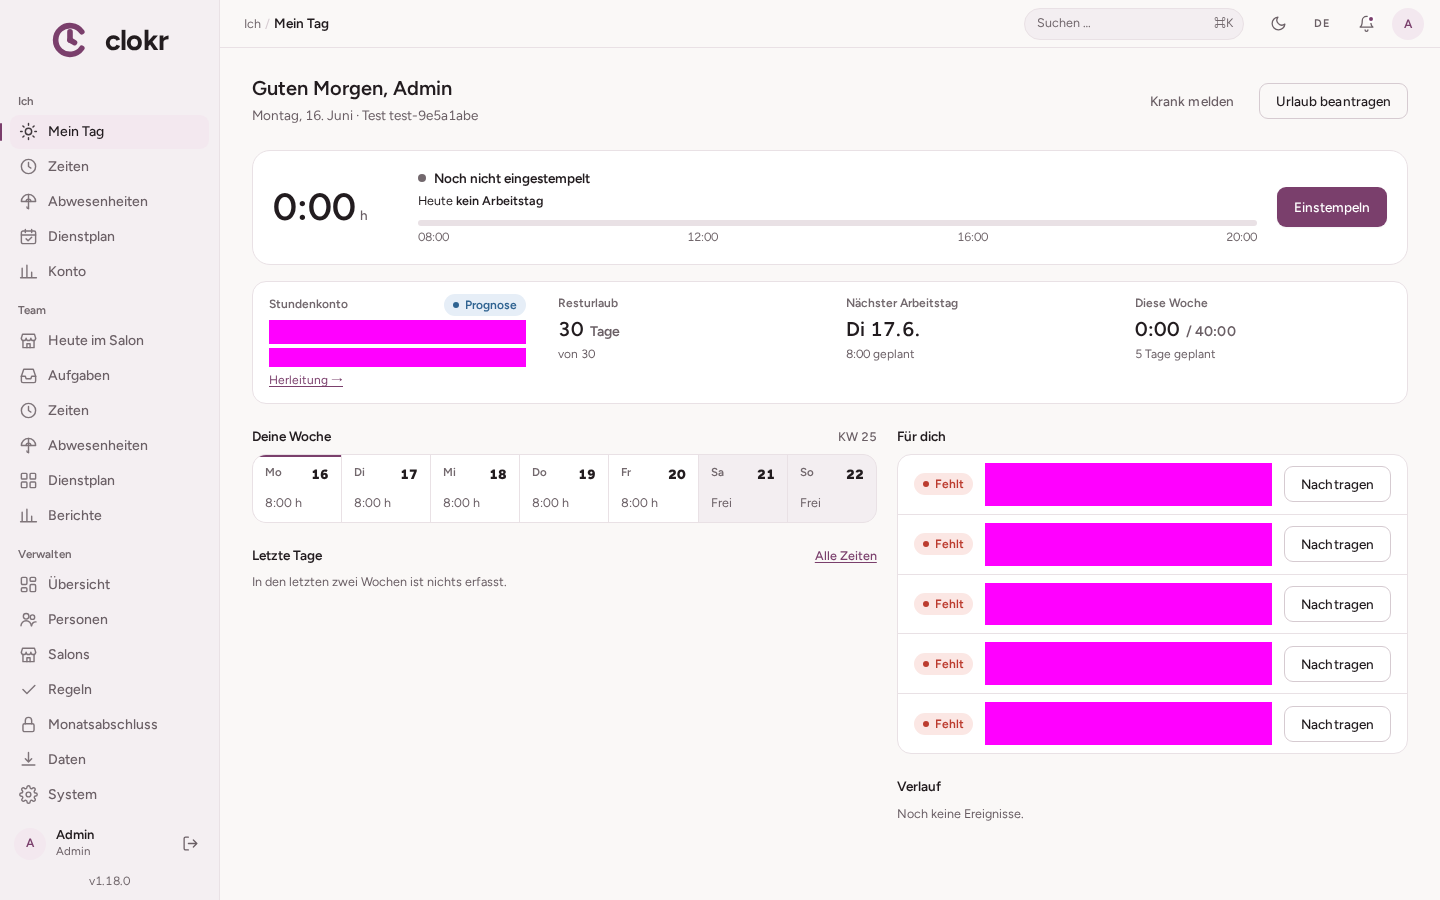 clokr
Ich / Mein Tag
Suchen ...
⌘K
DE
A
Ich
Mein Tag
Zeiten
Abwesenheiten
Dienstplan
Konto
Team
Heute im Salon
Aufgaben
Zeiten
Abwesenheiten
Dienstplan
Berichte
Verwalten
Übersicht
Personen
Salons
Regeln
Monatsabschluss
Daten
System
A
Admin
Admin
v1.18.0
Guten Morgen, Admin
Montag, 16. Juni · Test test-9e5a1abe
Krank melden
Urlaub beantragen
0:00 h
Noch nicht eingestempelt
Heute kein Arbeitstag
08:00 12:00 16:00 20:00
Einstempeln
Stundenkonto
Prognose
Herleitung →
Resturlaub
30 Tage
von 30
Nächster Arbeitstag
Di 17.6.
8:00 geplant
Diese Woche
0:00 / 40:00
5 Tage geplant
Deine Woche
KW 25
Mo 16 Di 17 Mi 18 Do 19 Fr 20 Sa 21 So 22
8:00 h 8:00 h 8:00 h 8:00 h 8:00 h Frei Frei
Letzte Tage
Alle Zeiten
In den letzten zwei Wochen ist nichts erfasst.
Für dich
Fehlt Nachtragen
Fehlt Nachtragen
Fehlt Nachtragen
Fehlt Nachtragen
Fehlt Nachtragen
Verlauf
Noch keine Ereignisse.